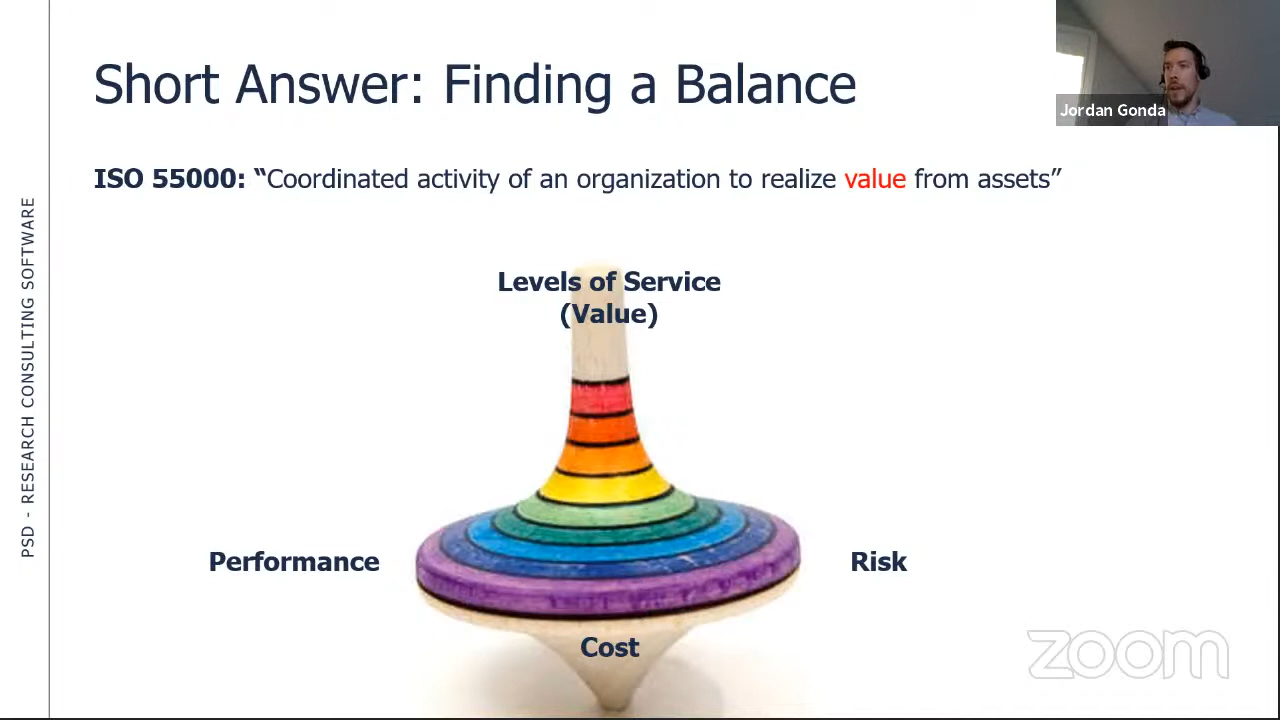 Short Answer: Finding a Balance
Jordan Gonda
ISO 55000: “Coordinated activity of an organization to realize value from assets”
PSD - RESEARCH CONSULTING SOFTWARE
Levels of Service
(Value)
Performance
Risk
Cost
zoom